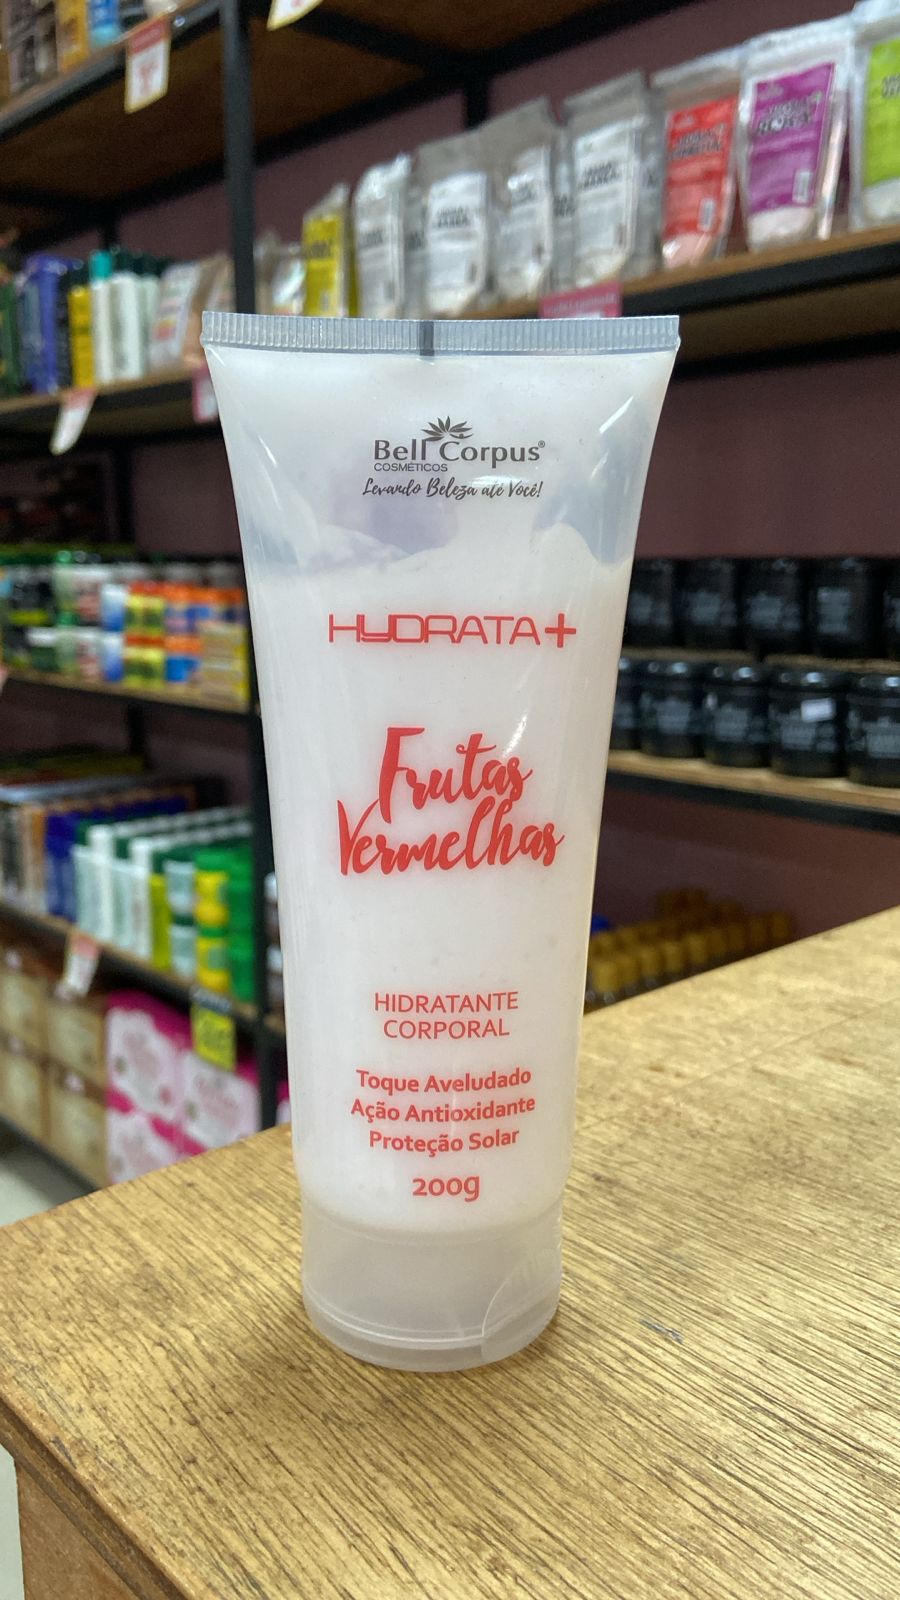 Bell Corpus®
COSMÉTICOS
Levando Beleza até Você!
HYDRATA+
Frutas
Vermelhas
HIDRATANTE
CORPORAL
Toque Aveludado
Ação Antioxidante
Proteção Solar
200g